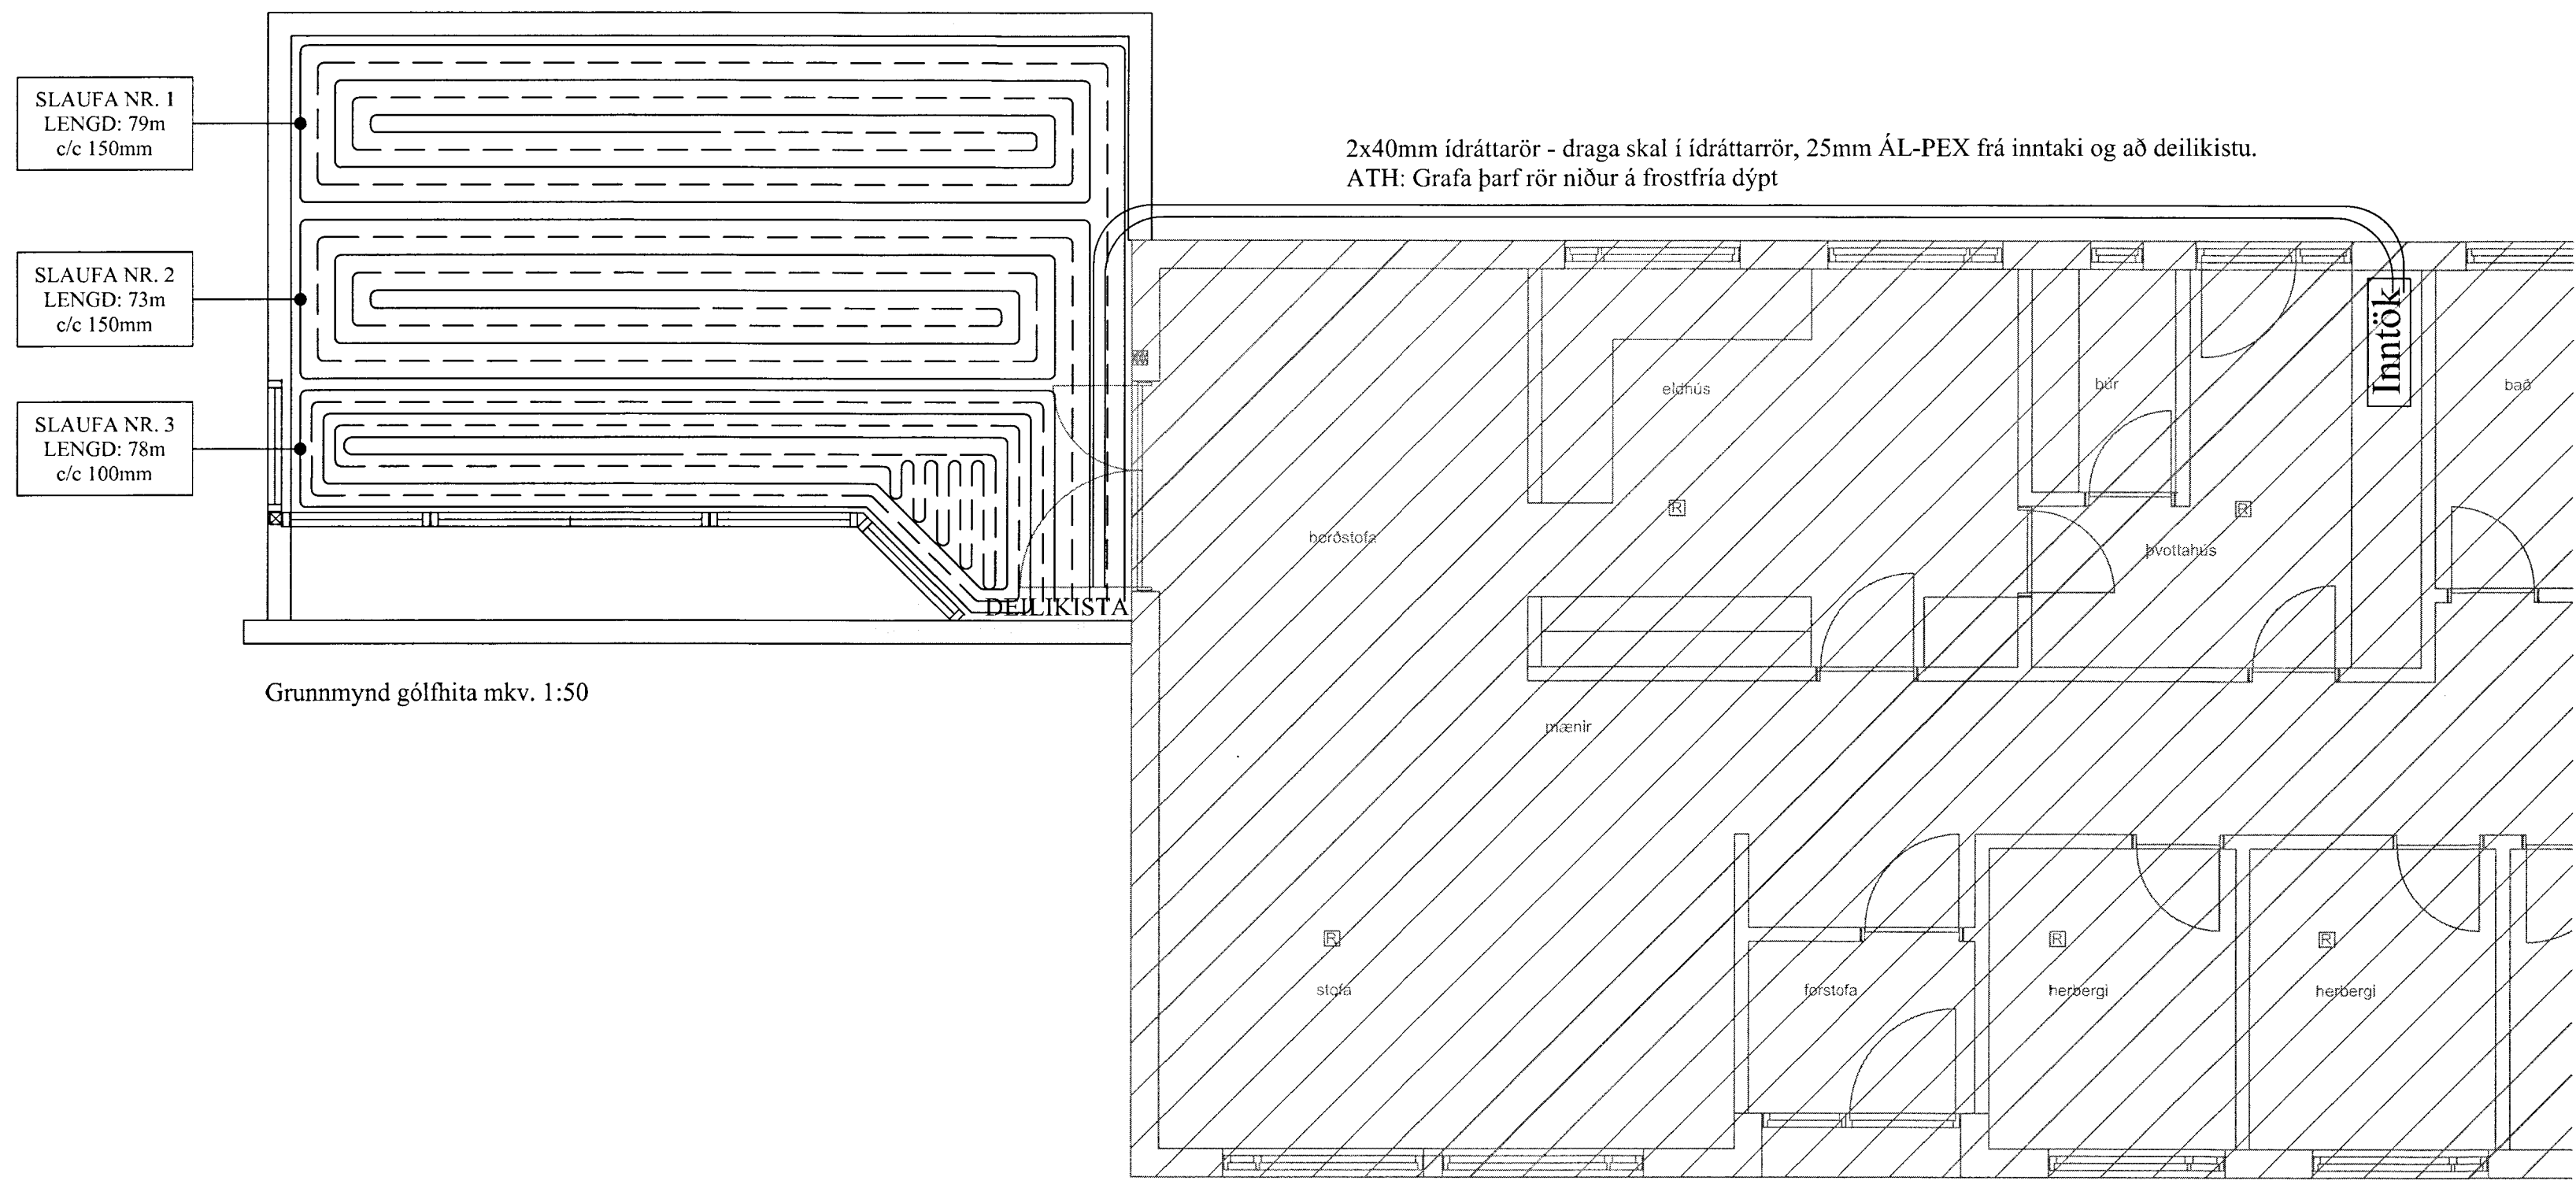 SLAUFA NR. 1
LENGD: 79m
c/c 150mm
2x40mm ídráttarör - draga skal í ídráttarrör, 25mm ÁL-PEX frá inntaki og að deilikistu.
ATH: Grafa þarf rör niður á frostfría dýpt
SLAUFA NR. 2
LENGD: 73m
c/c 150mm
Inntök
eldhús
búr
bað
SLAUFA NR. 3
LENGD: 78m
c/c 100mm
R
R
borðstofa
þvottahús
DEILIKISTA
Grunnmynd gólfhita mkv. 1:50
mænir
R
R
R
stofa
forstofa
herbergi
herbergi